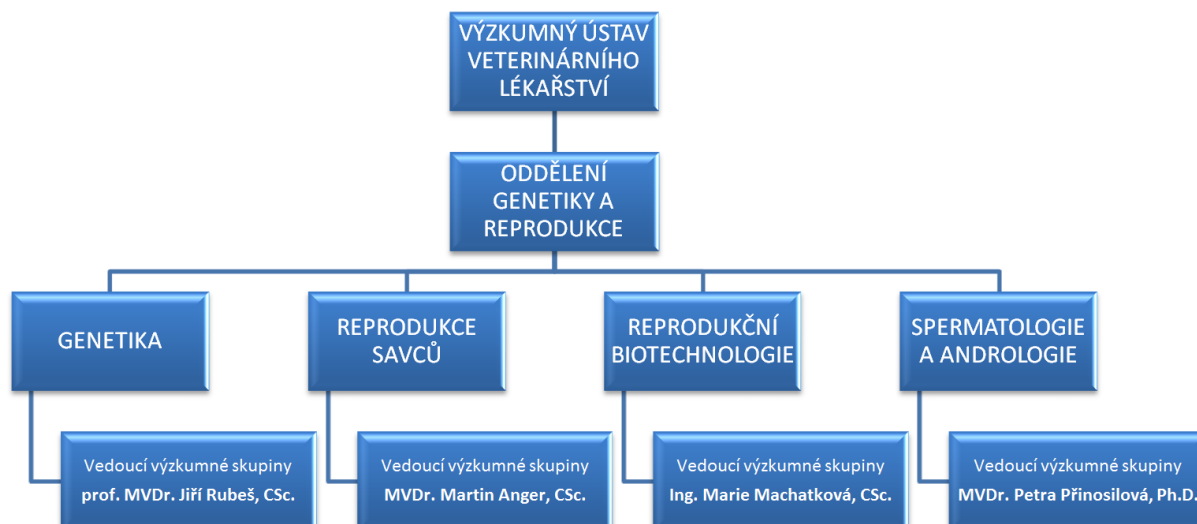 VÝZKUMNÝ ÚSTAV
VETERINÁRNÍHO
LÉKAŘSTVÍ
ODDĚLENÍ
GENETIKY A
REPRODUKCE
GENETIKA
REPRODUKCE
SAVCŮ
REPRODUKČNÍ
BIOTECHNOLOGIE
SPERMATOLOGIE
A ANDROLOGIE
Vedoucí výzkumné skupiny
prof. MVDr. Jiří Rubeš, CSc.
Vedoucí výzkumné skupiny
MVDr. Martin Anger, CSc.
Vedoucí výzkumné skupiny
Ing. Marie Machatková, CSc.
Vedoucí výzkumné skupiny
MVDr. Petra Přinosilová, Ph.D.